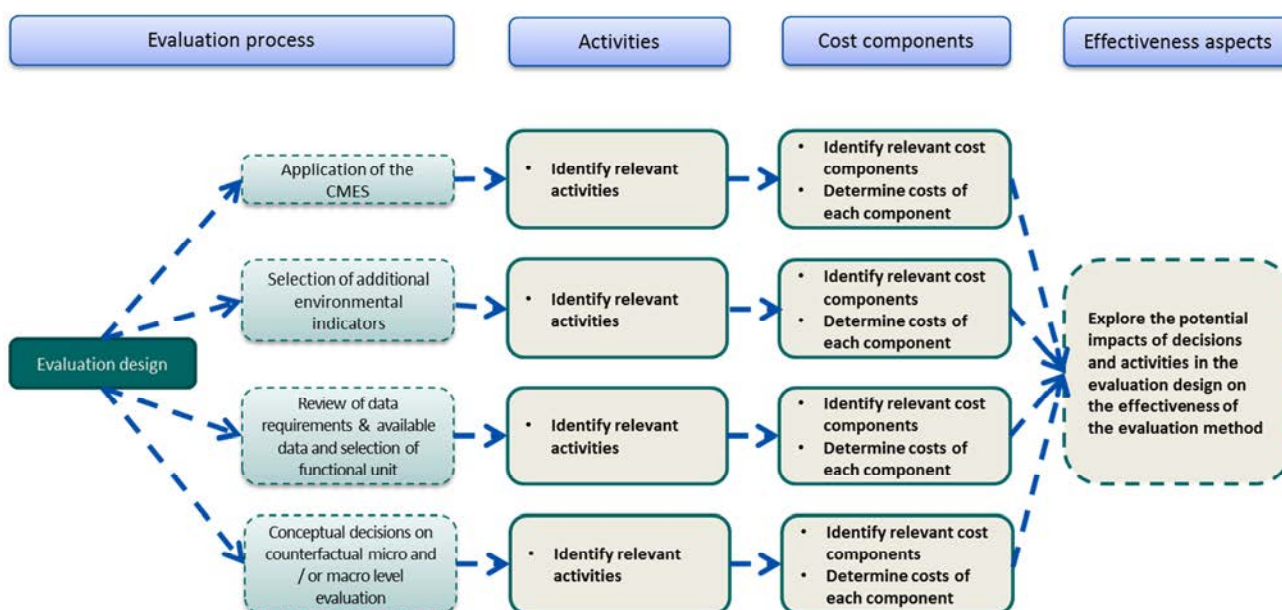 Evaluation process
Activities
Cost components
Effectiveness aspects
Application of the
CMES
• Identify relevant
activities
• Identify relevant cost
components
• Determine costs of
each component
Selection of additional
environmental
indicators
• Identify relevant
activities
• Identify relevant cost
components
• Determine costs of
each component
Evaluation design
Review of data
requirements & available
data and selection of
functional unit
• Identify relevant
activities
• Identify relevant cost
components
• Determine costs of
each component
Conceptual decisions on
counterfactual micro and
/ or macro level
evaluation
• Identify relevant
activities
• Identify relevant cost
components
• Determine costs of
each component
Explore the potential
impacts of decisions
and activities in the
evaluation design on
the effectiveness of
the evaluation method